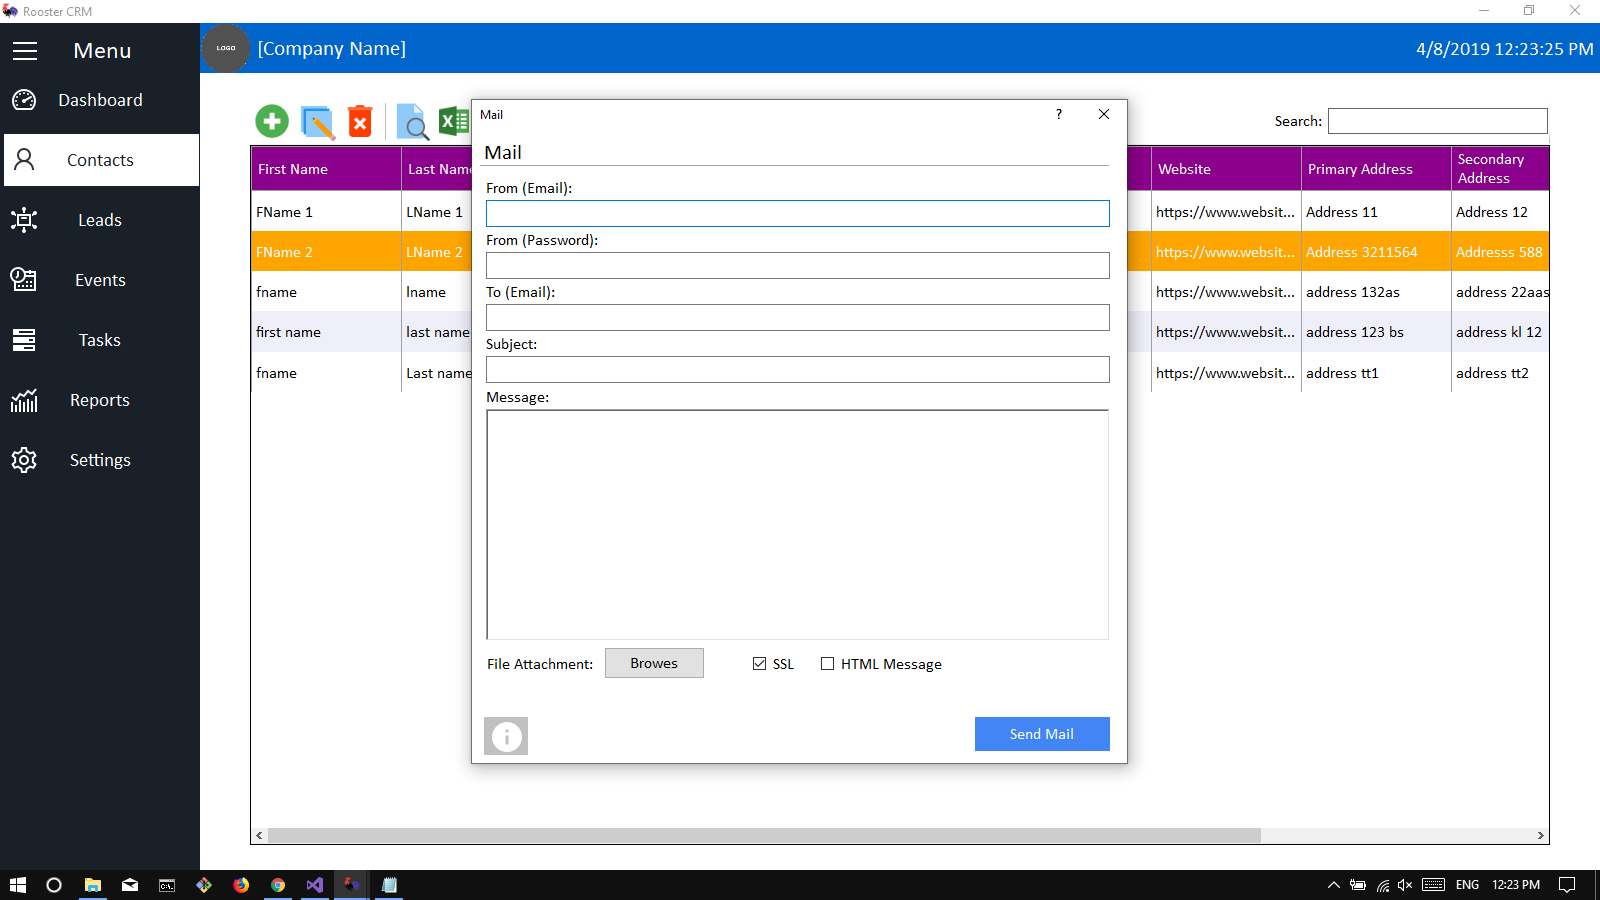 Rooster CRM
Menu
LOGO
[Company Name]
4/8/2019 12:23:25 PM
Dashboard
Contacts
Leads
Events
Tasks
Reports
Settings
Search:
First Name
Last Name
Website
Primary Address
Secondary
Address
FName 1
LName 1
https://www.websit...
Address 11
Address 12
FName 2
LName 2
https://www.websit...
Address 3211564
Addresss 588
fname
lname
https://www.websit...
address 132as
address 22aas
first name
last name
https://www.websit...
address 123 bs
address kl 12
fname
Last name
https://www.websit...
address tt1
address tt2
Mail
?
Mail
From (Email):
From (Password):
To (Email):
Subject:
Message:
File Attachment:
Browes
SSL
HTML Message
Send Mail
ENG
12:23 PM